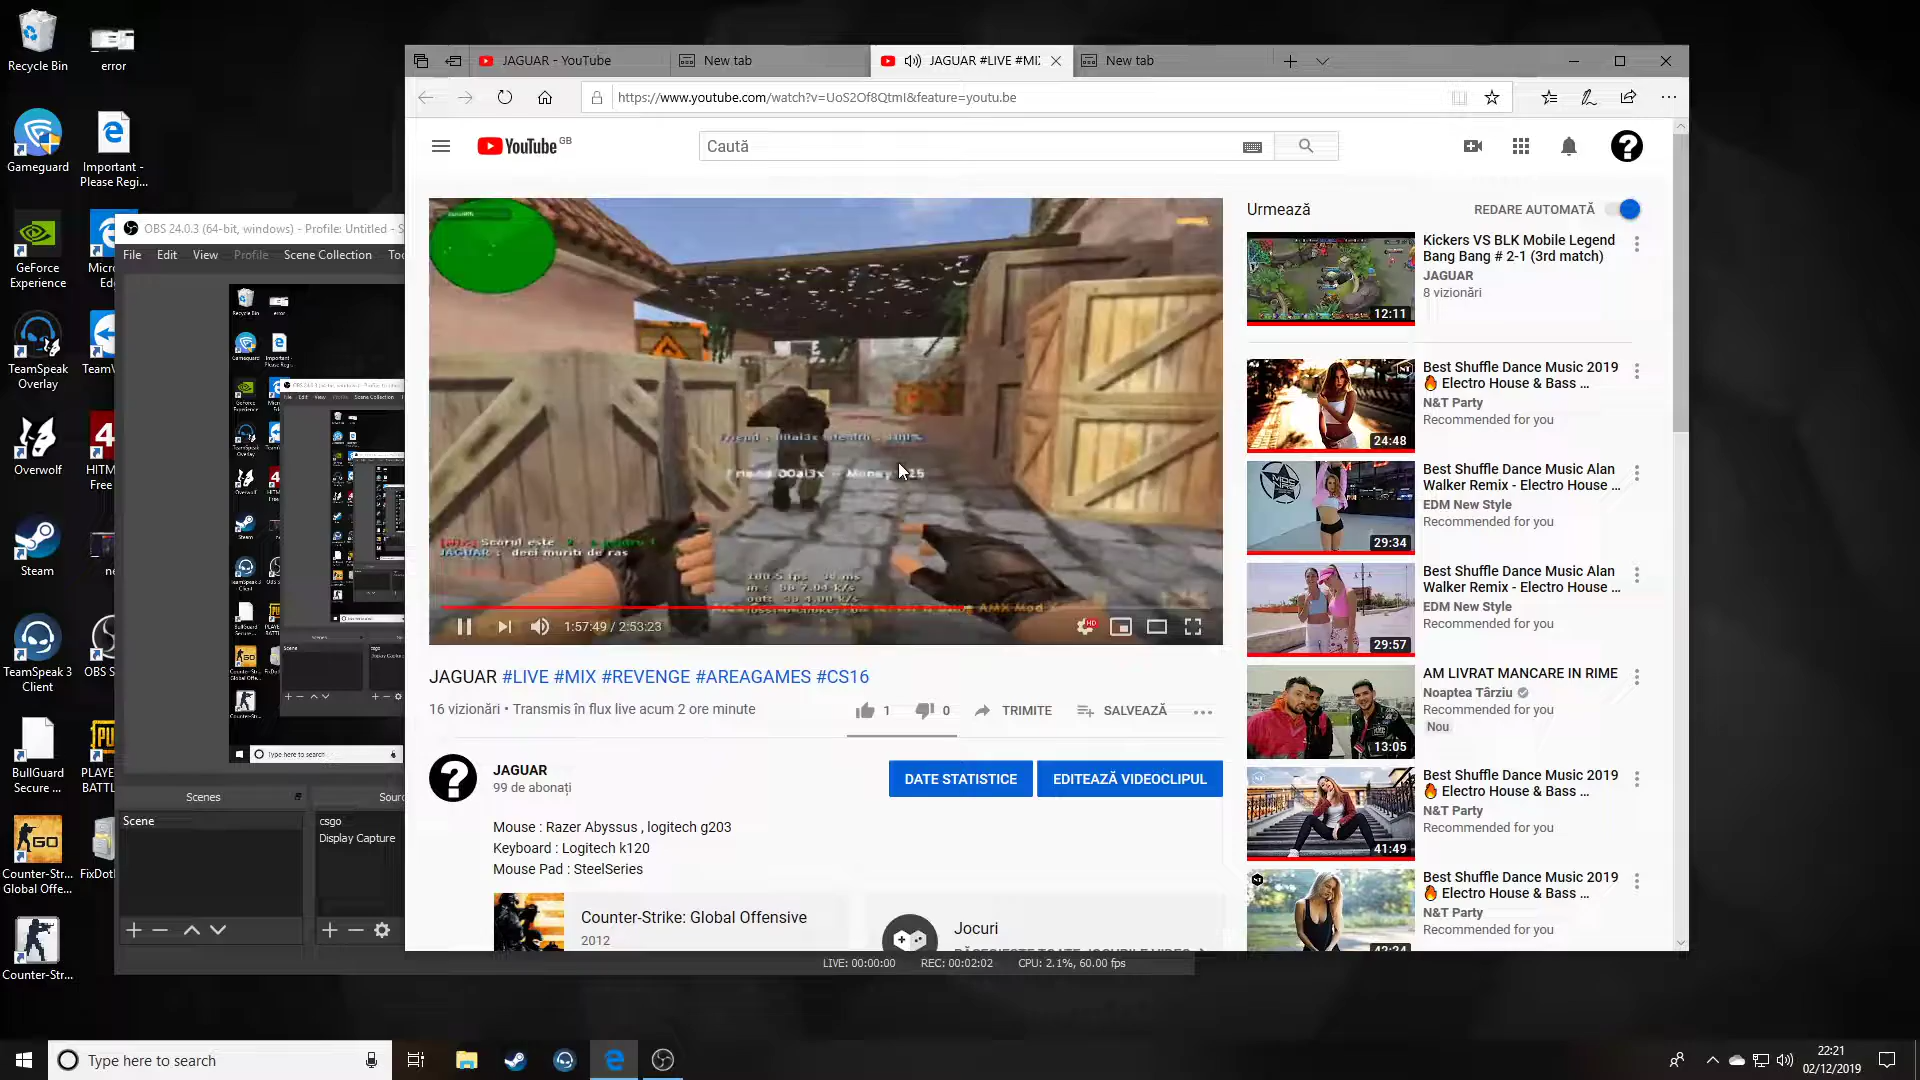 Recycle Bin
error
Gameguard
Important -
Please Regi...
GeForce
Experience
TeamSpeak
Overlay
Overwolf
Steam
TeamSpeak 3
Client
BullGuard
Secure ...
Counter-Str...
Global Offe...
Counter-Str...
OBS 24.0.3 (64-bit, windows) - Profile: Untitled - S
File Edit View Profile Scene Collection
Scenes
Scene
csgo
Display Capture
LIVE: 00:00:00 REC: 00:02:02 CPU: 2.1%, 60.00 fps
JAGUAR - YouTube
New tab
JAGUAR #LIVE #MI
New tab
https://www.youtube.com/watch?v=UoS2Of8QtmI&feature=youtu.be
YouTube GB
Caută
JAGUAR : deci muriti de ras
1:57:49 / 2:53:23
HD
JAGUAR #LIVE #MIX #REVENGE #AREAGAMES #CS16
16 vizionări • Transmis în flux live acum 2 ore minute
1 0 TRIMITE SALVEAZĂ
JAGUAR
99 de abonați
DATE STATISTICE EDITEAZĂ VIDEOCLIPUL
Mouse : Razer Abyssus , logitech g203
Keyboard : Logitech k120
Mouse Pad : SteelSeries
Counter-Strike: Global Offensive
2012
Jocuri
Urmează
REDARE AUTOMATĂ
Kickers VS BLK Mobile Legend
Bang Bang # 2-1 (3rd match)
JAGUAR
8 vizionări
12:11
Best Shuffle Dance Music 2019
🔥 Electro House & Bass ...
N&T Party
Recommended for you
24:48
Best Shuffle Dance Music Alan
Walker Remix - Electro House ...
EDM New Style
Recommended for you
29:34
Best Shuffle Dance Music Alan
Walker Remix - Electro House ...
EDM New Style
Recommended for you
29:57
AM LIVRAT MANCARE IN RIME
Noaptea Târziu
Recommended for you
Nou
13:05
Best Shuffle Dance Music 2019
🔥 Electro House & Bass ...
N&T Party
Recommended for you
41:49
Best Shuffle Dance Music 2019
🔥 Electro House & Bass ...
N&T Party
Recommended for you
Type here to search
22:21
02/12/2019